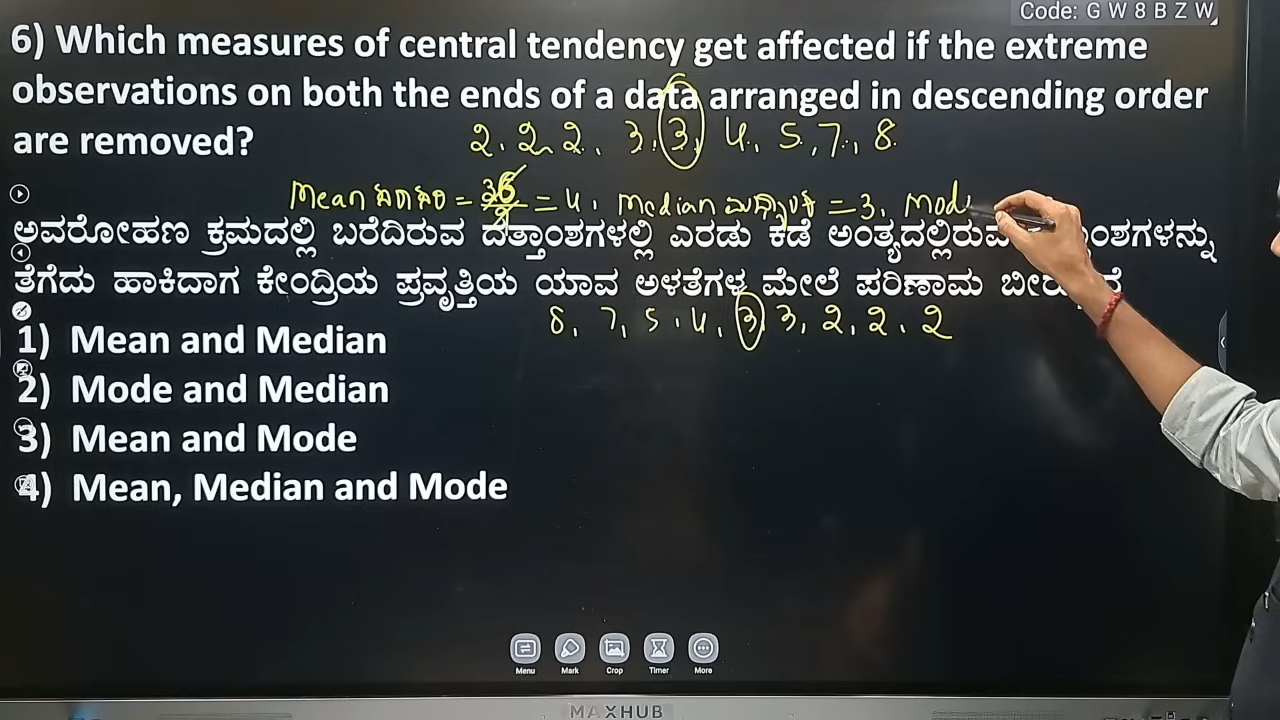 Code: G W 8 B Z W
6) Which measures of central tendency get affected if the extreme
observations on both the ends of a data arranged in descending order
are removed?
2, 2, 2, 3, 3, 4, 5, 7, 8
Mean = 36/9 = 4, Median = 3, Mod
ಅವರೋಹಣ ಕ್ರಮದಲ್ಲಿ ಬರೆದಿರುವ ದತ್ತಾಂಶಗಳಲ್ಲಿ ಎರಡು ಕಡೆ
ತೆಗೆದು ಹಾಕಿದಾಗ ಕೇಂದ್ರಿಯ ಪ್ರವೃತ್ತಿಯ ಯಾವ ಅಳತೆಗಳ ಮೇಲೆ ಪರಿಣಾಮ
8, 7, 5, 4, 3, 3, 2, 2, 2
1) Mean and Median
2) Mode and Median
3) Mean and Mode
4) Mean, Median and Mode
Menu Mark Crop Timer More
MAXHUB